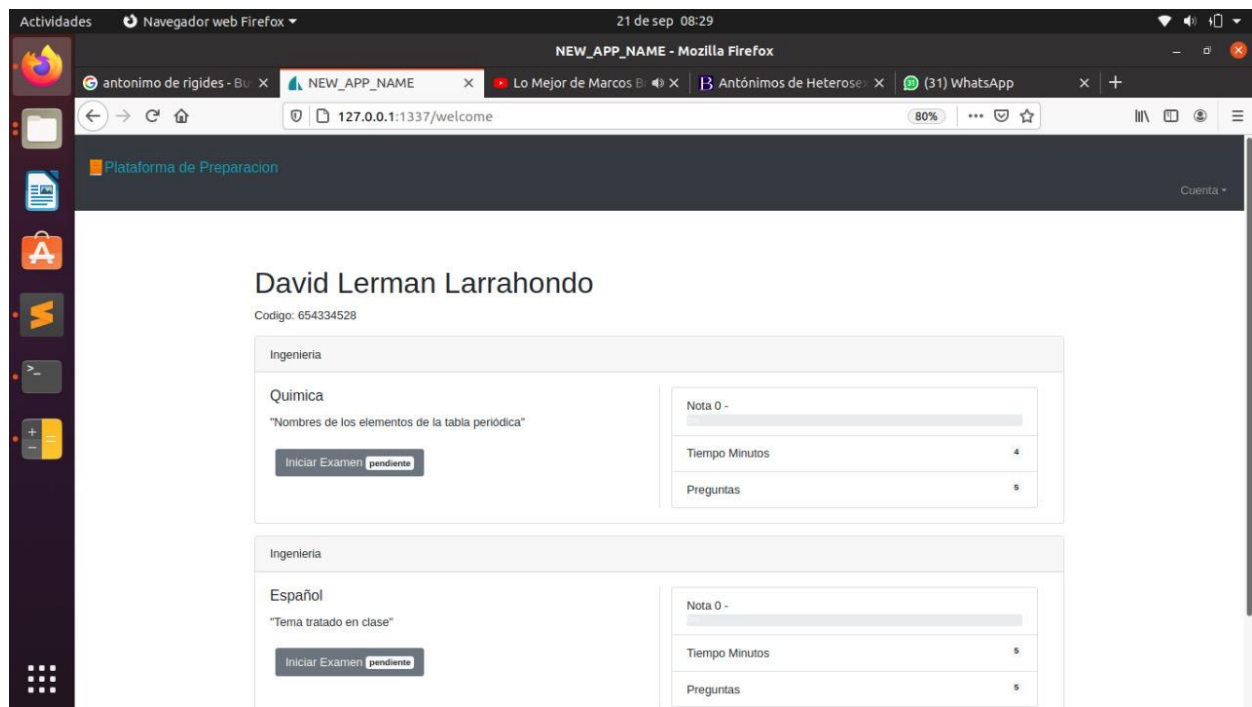 Actividades Navegador web Firefox 21 de sep 08:29
NEW_APP_NAME - Mozilla Firefox
antonimo de rigides - Bu NEW_APP_NAME Lo Mejor de Marcos B Antónimos de Heterosex (31) WhatsApp
127.0.0.1:1337/welcome 80%
Plataforma de Preparacion
Cuenta
David Lerman Larrahondo
Codigo: 654334528
Ingenieria
Quimica
"Nombres de los elementos de la tabla periódica"
Iniciar Examen pendiente
Nota 0 -
Tiempo Minutos 4
Preguntas 5
Ingenieria
Español
"Tema tratado en clase"
Iniciar Examen pendiente
Nota 0 -
Tiempo Minutos 5
Preguntas 5